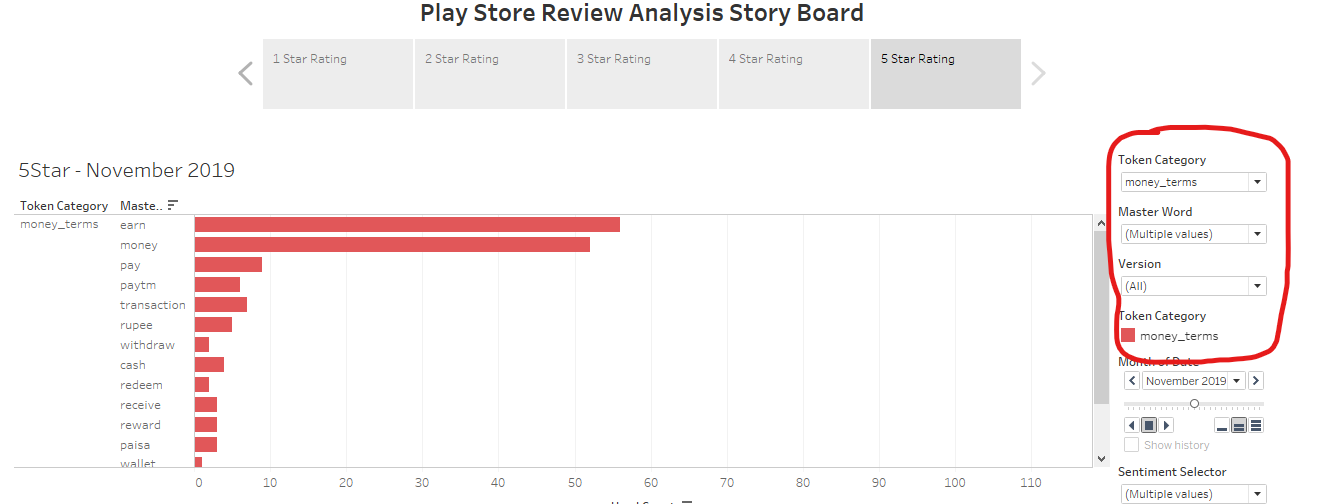 Play Store Review Analysis Story Board
1 Star Rating
2 Star Rating
3 Star Rating
4 Star Rating
5 Star Rating
5Star - November 2019
Token Category Maste..
money_terms earn
money
pay
paytm
transaction
rupee
withdraw
cash
redeem
receive
reward
paisa
wallet
0 10 20 30 40 50 60 70 80 90 100 110
Token Category
money_terms
Master Word
(Multiple values)
Version
(All)
Token Category
money_terms
Month of Date
November 2019
Show history
Sentiment Selector
(Multiple values)